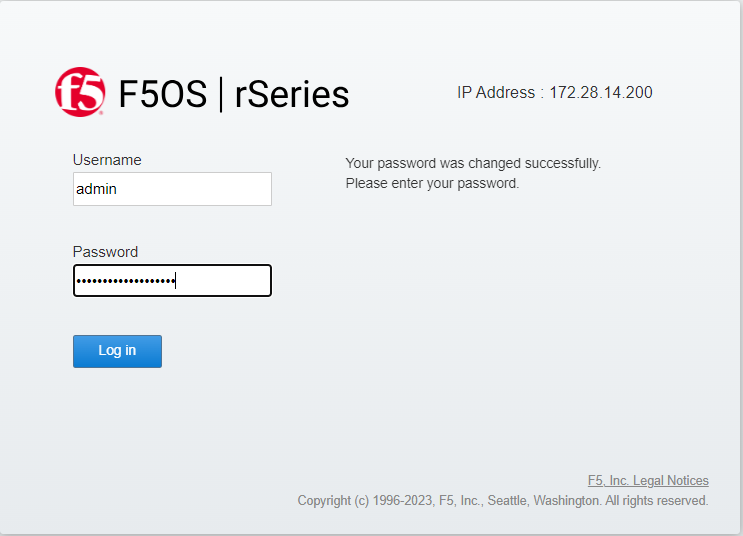 f5 F5OS | rSeries
IP Address : 172.28.14.200
Username
admin
Your password was changed successfully.
Please enter your password.
Password
•••••••••••••••••••
Log in
F5, Inc. Legal Notices
Copyright (c) 1996-2023, F5, Inc., Seattle, Washington. All rights reserved.